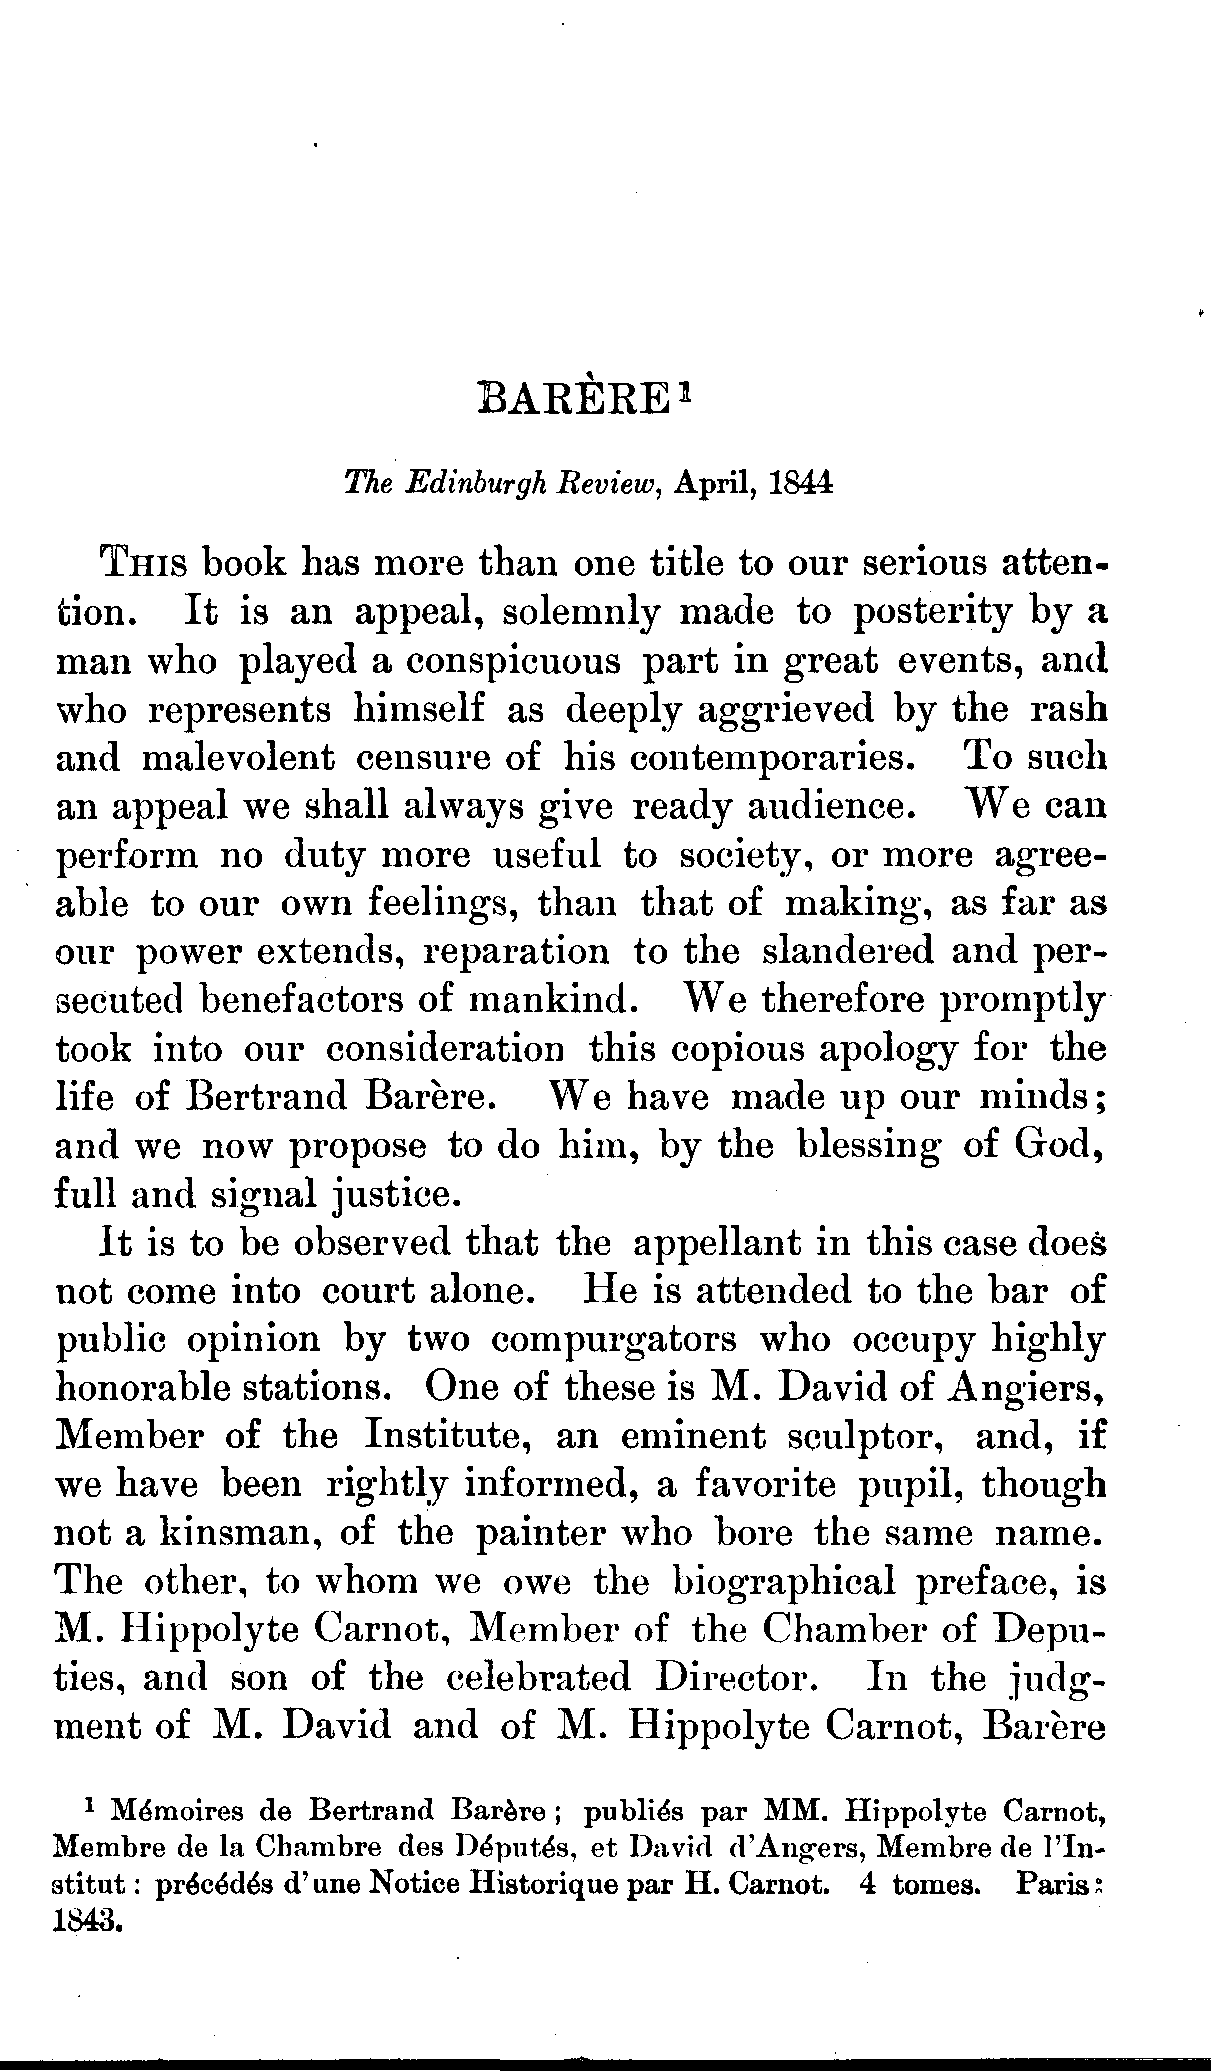 BARÈRE¹
The Edinburgh Review, April, 1844
THIS book has more than one title to our serious atten-
tion. It is an appeal, solemnly made to posterity by a
man who played a conspicuous part in great events, and
who represents himself as deeply aggrieved by the rash
and malevolent censure of his contemporaries. To such
an appeal we shall always give ready audience. We can
perform no duty more useful to society, or more agree-
able to our own feelings, than that of making, as far as
our power extends, reparation to the slandered and per-
secuted benefactors of mankind. We therefore promptly
took into our consideration this copious apology for the
life of Bertrand Barère. We have made up our minds;
and we now propose to do him, by the blessing of God,
full and signal justice.
It is to be observed that the appellant in this case does
not come into court alone. He is attended to the bar of
public opinion by two compurgators who occupy highly
honorable stations. One of these is M. David of Angiers,
Member of the Institute, an eminent sculptor, and, if
we have been rightly informed, a favorite pupil, though
not a kinsman, of the painter who bore the same name.
The other, to whom we owe the biographical preface, is
M. Hippolyte Carnot, Member of the Chamber of Depu-
ties, and son of the celebrated Director. In the judg-
ment of M. David and of M. Hippolyte Carnot, Barère
¹ Mémoires de Bertrand Barère; publiés par MM. Hippolyte Carnot,
Membre de la Chambre des Députés, et David d'Angers, Membre de l'In-
stitut: précédés d'une Notice Historique par H. Carnot. 4 tomes. Paris:
1843.